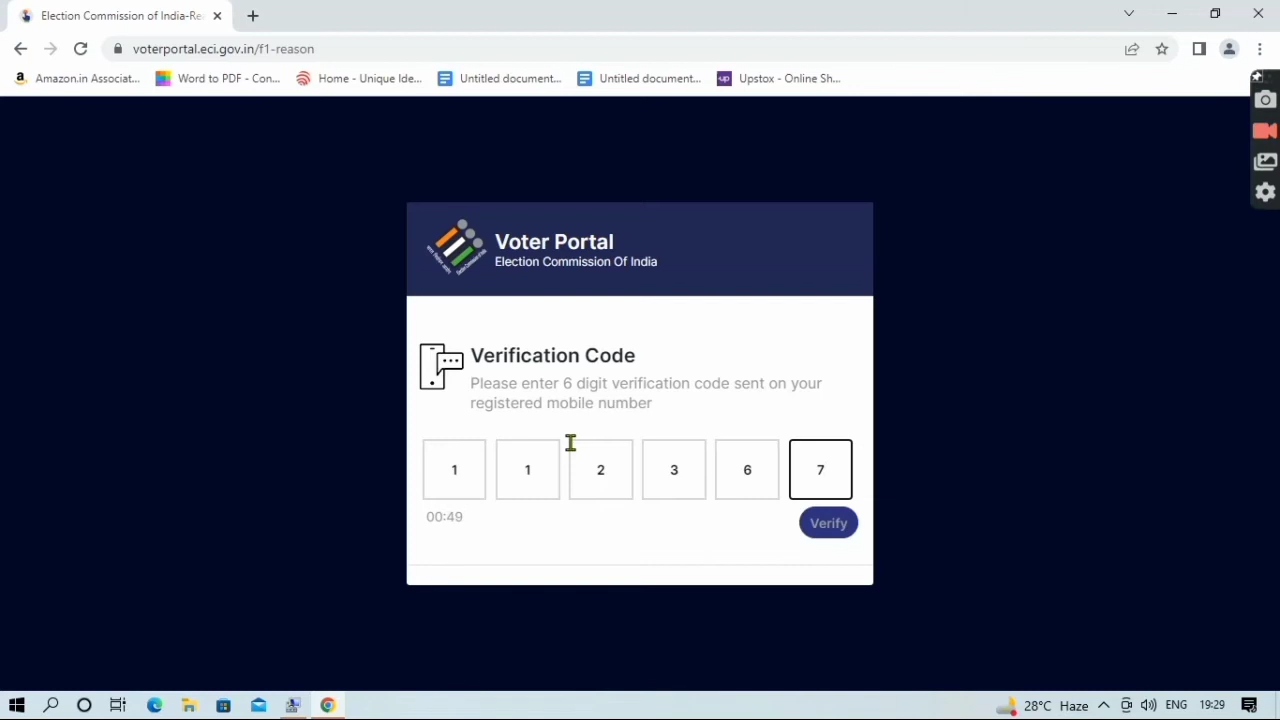 Election Commission of India-Rea
voterportal.eci.gov.in/f1-reason
Amazon.in Associat...
Word to PDF - Con...
Home - Unique Ide...
Untitled document...
Untitled document...
Upstox - Online Sh...
Voter Portal
Election Commission Of India
Verification Code
Please enter 6 digit verification code sent on your
registered mobile number
1 1 2 3 6 7
00:49
Verify
28°C Haze
ENG
19:29